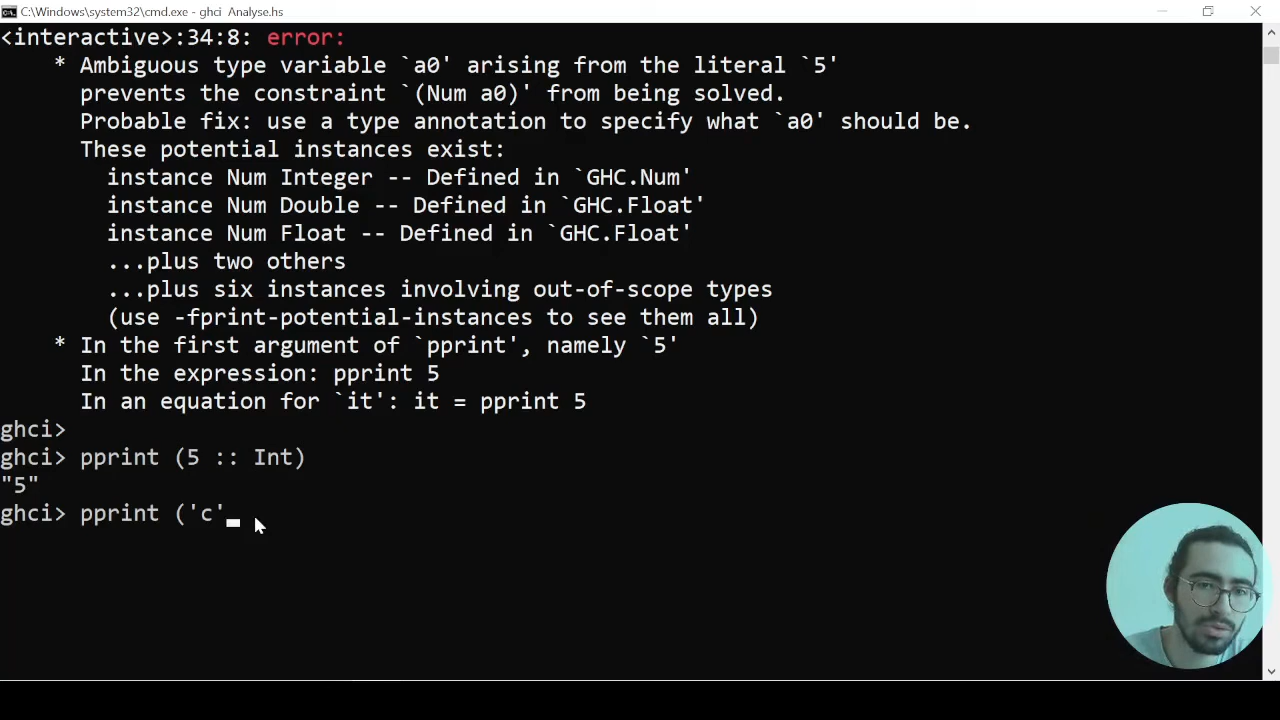 C:\Windows\system32\cmd.exe - ghci Analyse.hs
<interactive>:34:8: error:
    * Ambiguous type variable `a0' arising from the literal `5'
      prevents the constraint `(Num a0)' from being solved.
      Probable fix: use a type annotation to specify what `a0' should be.
      These potential instances exist:
        instance Num Integer -- Defined in `GHC.Num'
        instance Num Double -- Defined in `GHC.Float'
        instance Num Float -- Defined in `GHC.Float'
        ...plus two others
        ...plus six instances involving out-of-scope types
        (use -fprint-potential-instances to see them all)
    * In the first argument of `pprint', namely `5'
      In the expression: pprint 5
      In an equation for `it': it = pprint 5
ghci>
ghci> pprint (5 :: Int)
"5"
ghci> pprint ('c'